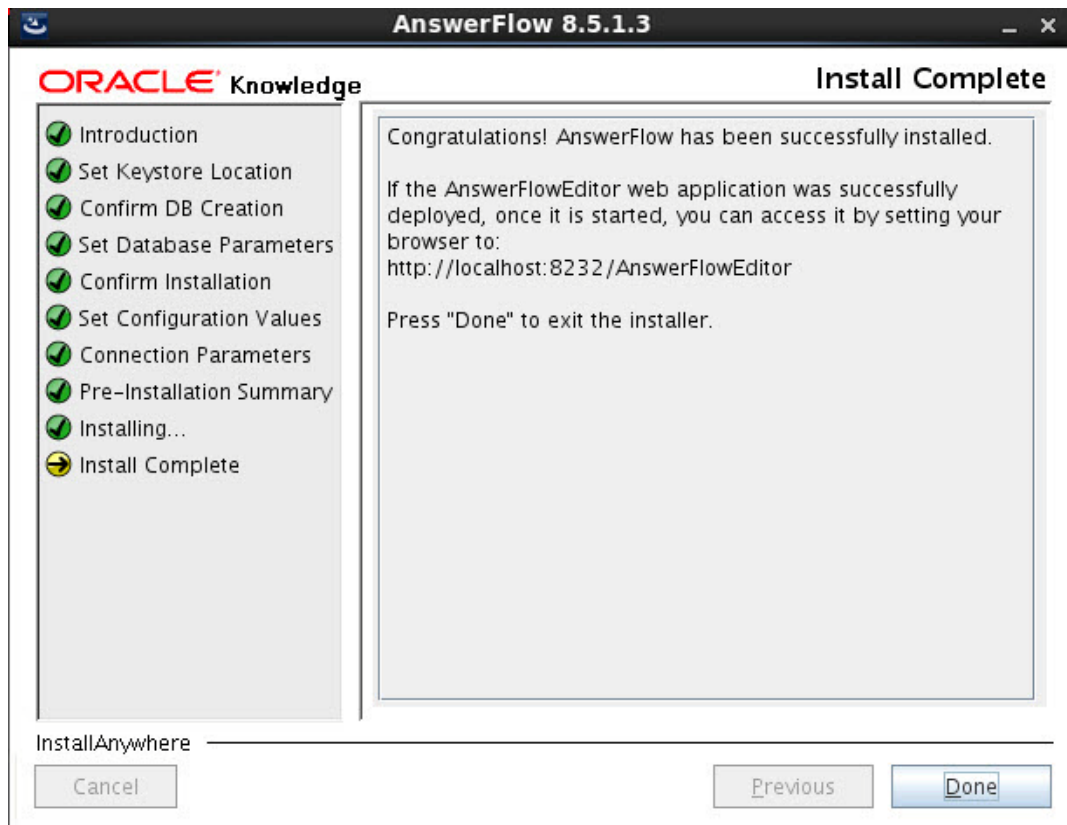 AnswerFlow 8.5.1.3
ORACLE Knowledge
Install Complete
Introduction
Set Keystore Location
Confirm DB Creation
Set Database Parameters
Confirm Installation
Set Configuration Values
Connection Parameters
Pre-Installation Summary
Installing...
Install Complete
Congratulations! AnswerFlow has been successfully installed.
If the AnswerFlowEditor web application was successfully
deployed, once it is started, you can access it by setting your
browser to:
http://localhost:8232/AnswerFlowEditor
Press "Done" to exit the installer.
InstallAnywhere
Cancel
Previous
Done